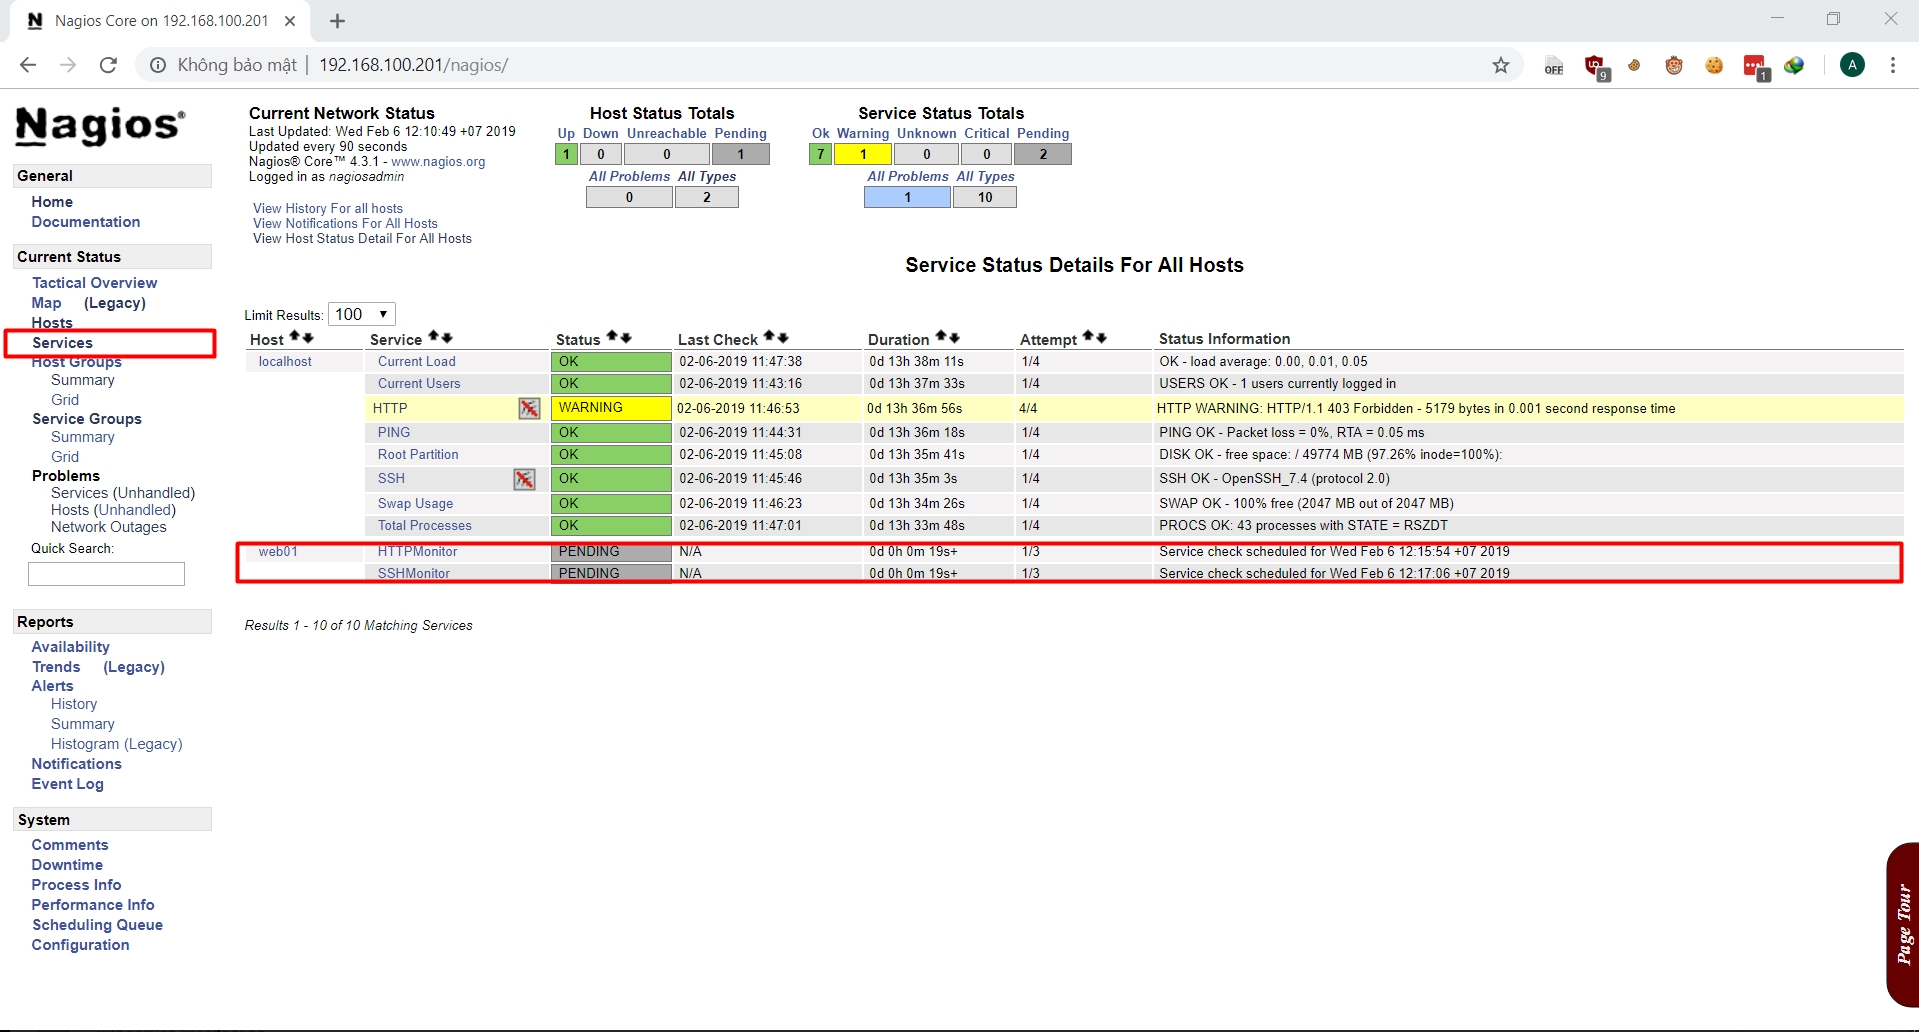 Nagios Core on 192.168.100.201
Không bảo mật | 192.168.100.201/nagios/
OFF
9
1
A
Nagios®
General
Home
Documentation
Current Status
Tactical Overview
Map (Legacy)
Hosts
Services
Host Groups
Summary
Grid
Service Groups
Summary
Grid
Problems
Services (Unhandled)
Hosts (Unhandled)
Network Outages
Quick Search:
Reports
Availability
Trends (Legacy)
Alerts
History
Summary
Histogram (Legacy)
Notifications
Event Log
System
Comments
Downtime
Process Info
Performance Info
Scheduling Queue
Configuration
Current Network Status
Last Updated: Wed Feb 6 12:10:49 +07 2019
Updated every 90 seconds
Nagios® Core™ 4.3.1 - www.nagios.org
Logged in as nagiosadmin
View History For all hosts
View Notifications For All Hosts
View Host Status Detail For All Hosts
Host Status Totals
Up Down Unreachable Pending
1 0 0 1
All Problems All Types
0 2
Service Status Totals
Ok Warning Unknown Critical Pending
7 1 0 0 2
All Problems All Types
1 10
Service Status Details For All Hosts
Limit Results: 100
Host Service Status Last Check Duration Attempt Status Information
localhost Current Load OK 02-06-2019 11:47:38 0d 13h 38m 11s 1/4 OK - load average: 0.00, 0.01, 0.05
Current Users OK 02-06-2019 11:43:16 0d 13h 37m 33s 1/4 USERS OK - 1 users currently logged in
HTTP WARNING 02-06-2019 11:46:53 0d 13h 36m 56s 4/4 HTTP WARNING: HTTP/1.1 403 Forbidden - 5179 bytes in 0.001 second response time
PING OK 02-06-2019 11:44:31 0d 13h 36m 18s 1/4 PING OK - Packet loss = 0%, RTA = 0.05 ms
Root Partition OK 02-06-2019 11:45:08 0d 13h 35m 41s 1/4 DISK OK - free space: / 49774 MB (97.26% inode=100%):
SSH OK 02-06-2019 11:45:46 0d 13h 35m 3s 1/4 SSH OK - OpenSSH_7.4 (protocol 2.0)
Swap Usage OK 02-06-2019 11:46:23 0d 13h 34m 26s 1/4 SWAP OK - 100% free (2047 MB out of 2047 MB)
Total Processes OK 02-06-2019 11:47:01 0d 13h 33m 48s 1/4 PROCS OK: 43 processes with STATE = RSZDT
web01 HTTPMonitor PENDING N/A 0d 0h 0m 19s+ 1/3 Service check scheduled for Wed Feb 6 12:15:54 +07 2019
SSHMonitor PENDING N/A 0d 0h 0m 19s+ 1/3 Service check scheduled for Wed Feb 6 12:17:06 +07 2019
Results 1 - 10 of 10 Matching Services
Page Tour